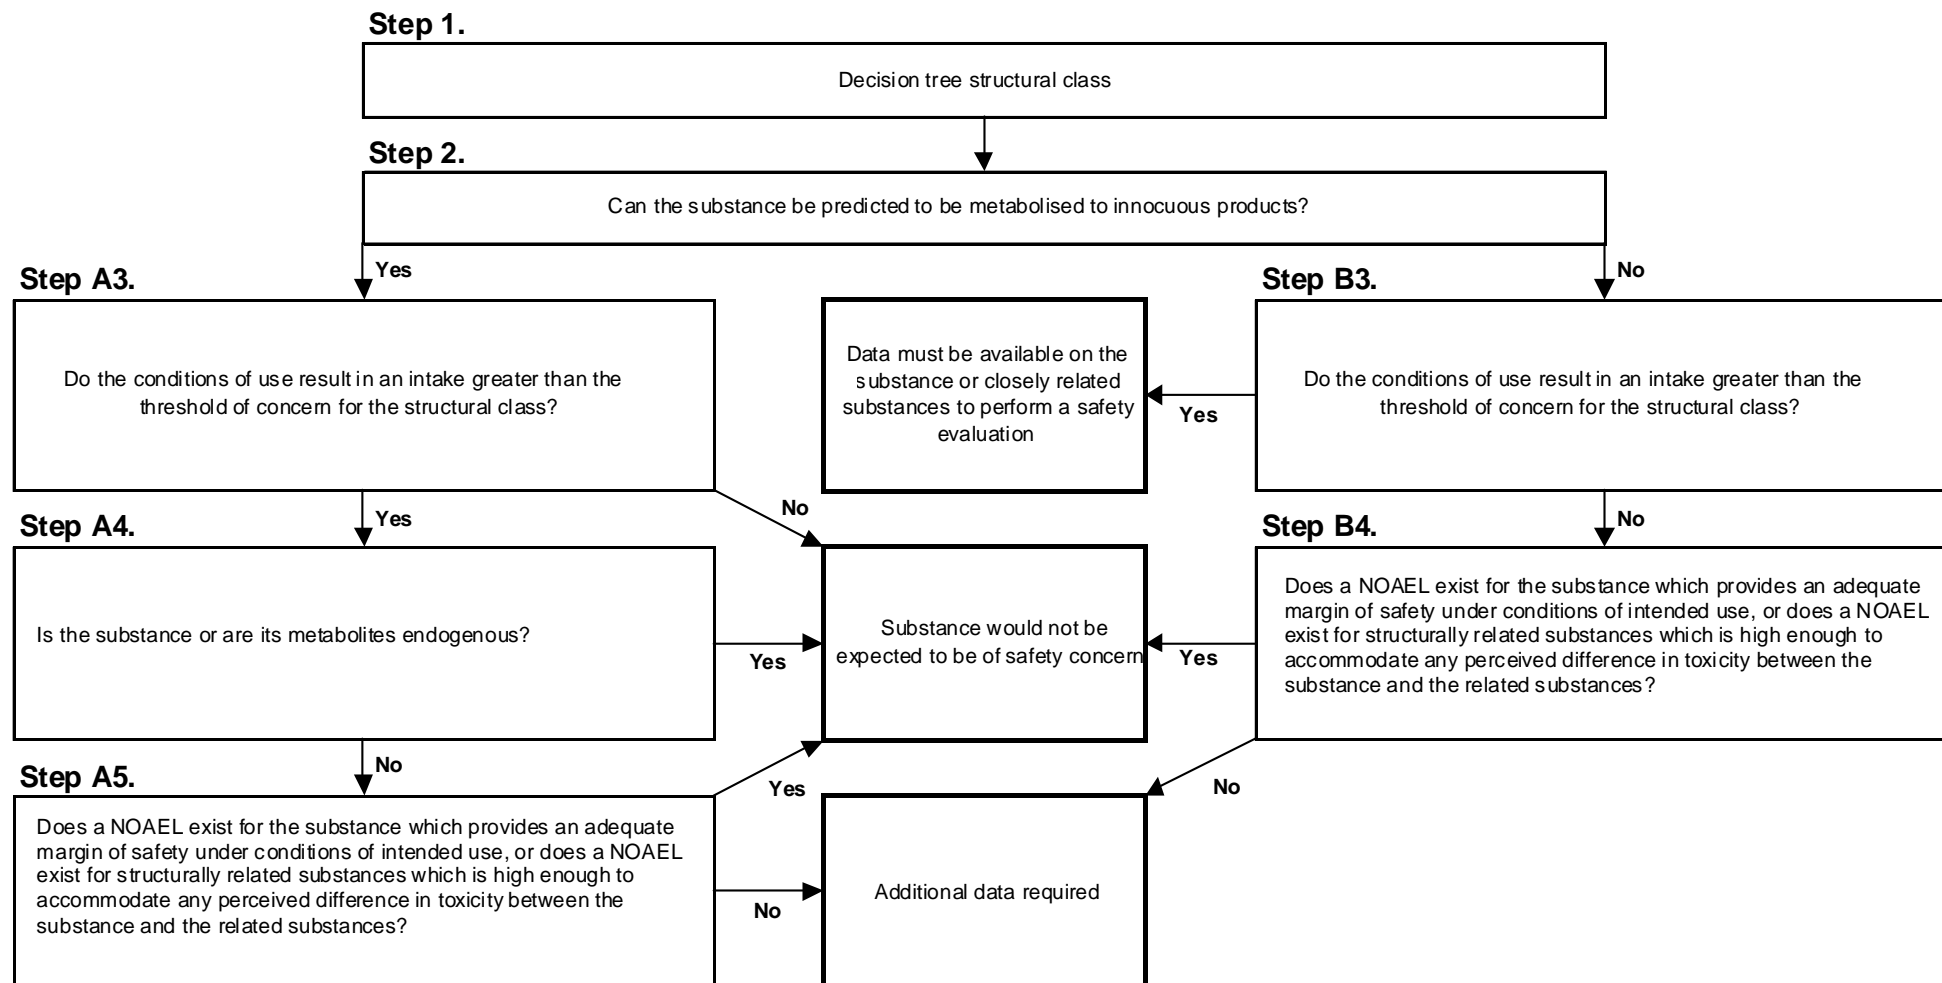 Step 1.
Decision tree structural class
Step 2.
Can the substance be predicted to be metabolised to innocuous products?
Yes
No
Step A3.
Do the conditions of use result in an intake greater than the
threshold of concern for the structural class?
Data must be available on the
substance or closely related
substances to perform a safety
evaluation
Yes
Step B3.
Do the conditions of use result in an intake greater than the
threshold of concern for the structural class?
Yes
No
No
Step A4.
Is the substance or are its metabolites endogenous?
Yes
Substance would not be
expected to be of safety concern
Yes
Step B4.
Does a NOAEL exist for the substance which provides an adequate
margin of safety under conditions of intended use, or does a NOAEL
exist for structurally related substances which is high enough to
accommodate any perceived difference in toxicity between the
substance and the related substances?
No
Yes
No
Step A5.
Does a NOAEL exist for the substance which provides an adequate
margin of safety under conditions of intended use, or does a NOAEL
exist for structurally related substances which is high enough to
accommodate any perceived difference in toxicity between the
substance and the related substances?
No
Additional data required